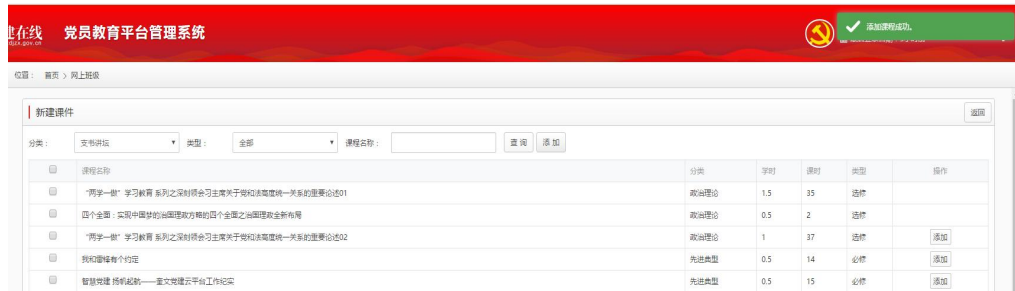 建在线 党员教育平台管理系统
添加课程成功。
位置： 首页 > 网上班级
新建课件 返回
分类： 支书讲坛 类型： 全部 课程名称： 查询 添加
课程名称 分类 学时 课时 类型 操作
“两学一做”学习教育 系列之深刻领会习主席关于党和法高度统一关系的重要论述01 政治理论 1.5 35 选修
四个全面：实现中国梦的治国理政方略的四个全面之治国理政全新布局 政治理论 0.5 2 选修
“两学一做”学习教育 系列之深刻领会习主席关于党和法高度统一关系的重要论述02 政治理论 1 37 选修 添加
我和雷锋有个约定 先进典型 0.5 14 必修 添加
智慧党建 扬帆起航——奎文党建云平台工作纪实 先进典型 0.5 15 必修 添加